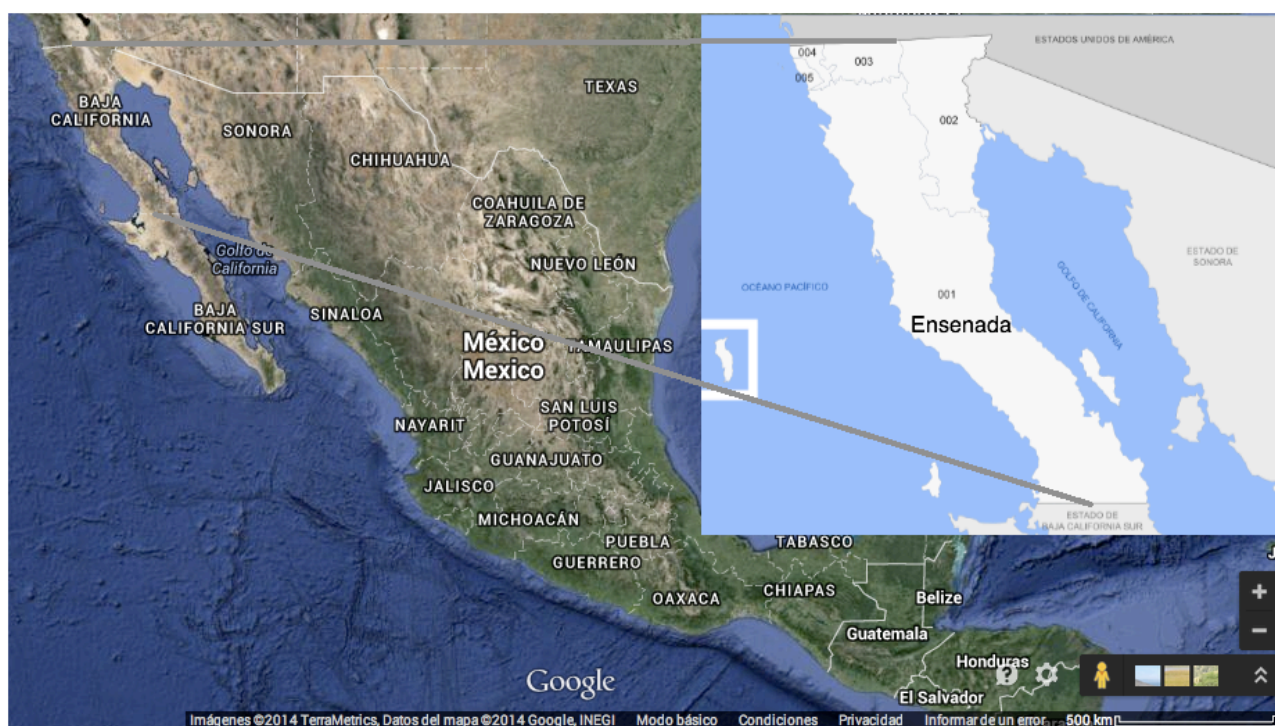 ESTADOS UNIDOS DE AMÉRICA
004
003
005
002
TEXAS
BAJA
CALIFORNIA
SONORA
CHIHUAHUA
COAHUILA DE
ZARAGOZA
Golfo de
California
NUEVO LEÓN
ESTADO DE
SONORA
GOLFO DE CALIFORNIA
OCÉANO PACÍFICO
001
Ensenada
BAJA
CALIFORNIA SUR
SINALOA
México
Mexico
TAMAULIPAS
SAN LUIS
POTOSÍ
NAYARIT
GUANAJUATO
JALISCO
MICHOACÁN
ESTADO DE
BAJA CALIFORNIA SUR
PUEBLA
TABASCO
GUERRERO
OAXACA
CHIAPAS
Belize
Guatemala
Honduras
El Salvador
Google
Imágenes ©2014 TerraMetrics, Datos del mapa ©2014 Google, INEGI Modo básico Condiciones Privacidad Informar de un error 500 km